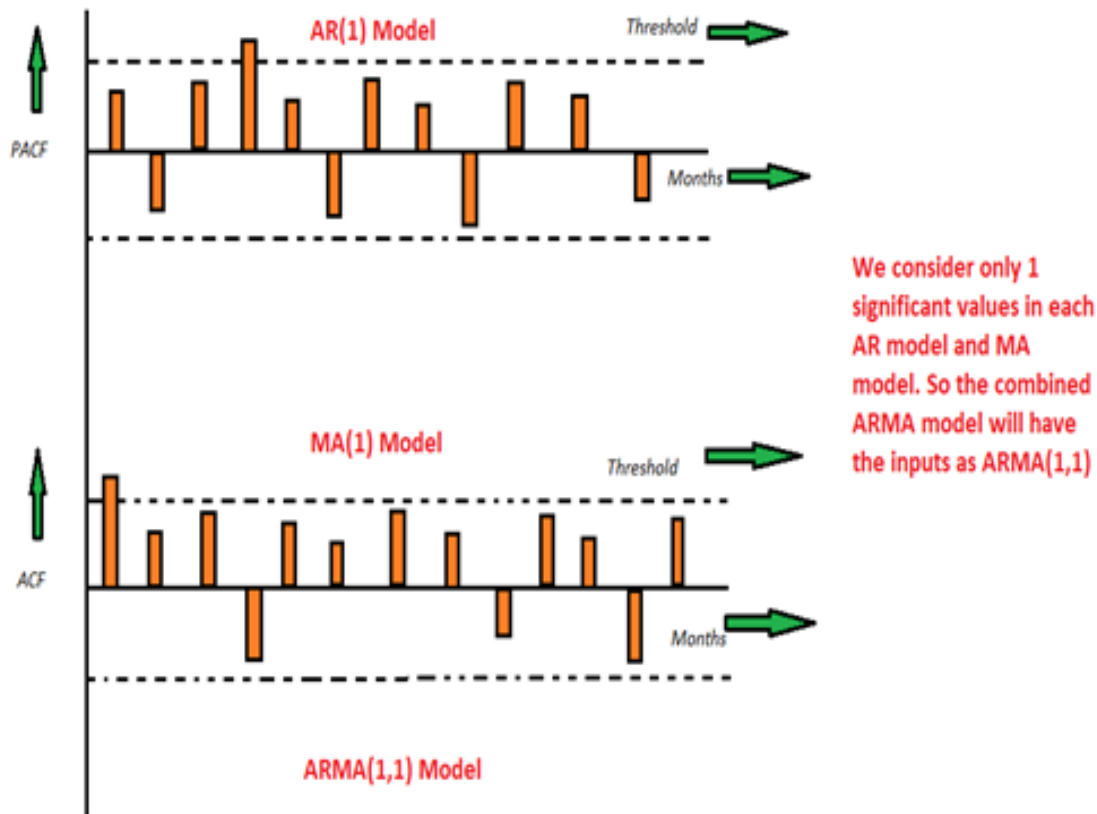 AR(1) Model
Threshold
PACF
Months
We consider only 1
significant values in each
AR model and MA
model. So the combined
ARMA model will have
the inputs as ARMA(1,1)
MA(1) Model
Threshold
ACF
Months
ARMA(1,1) Model